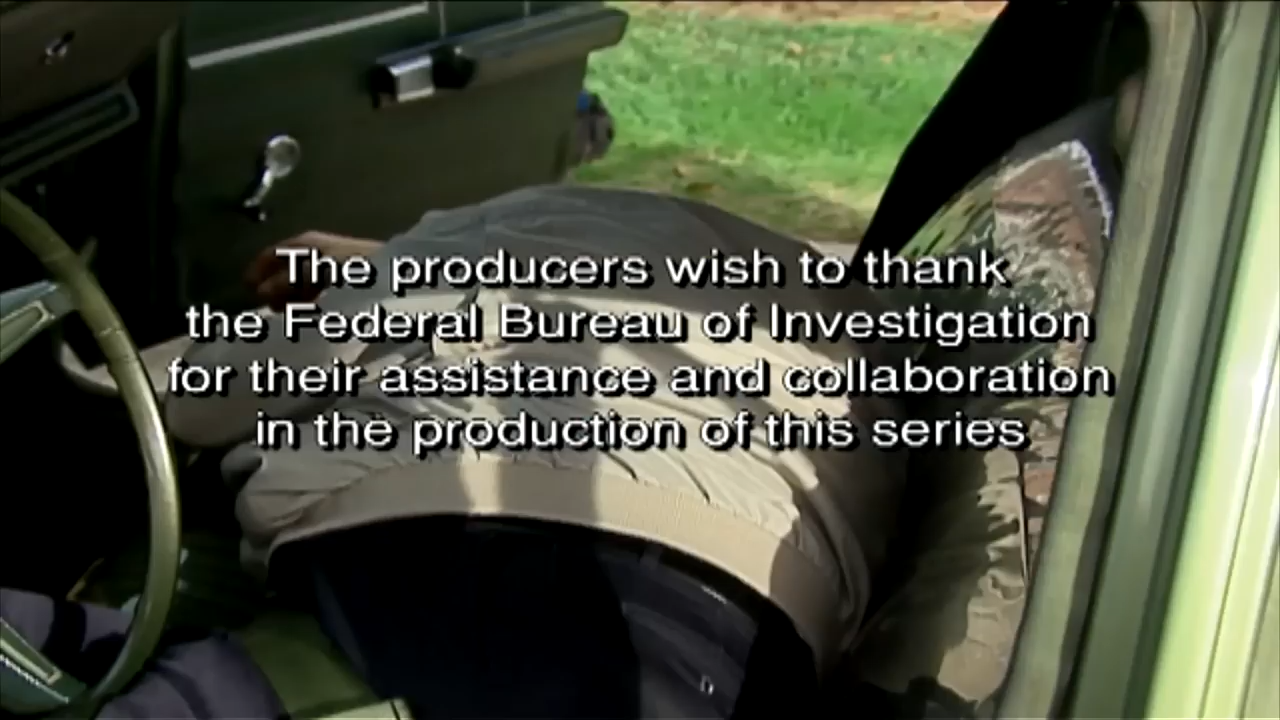 The producers wish to thank
the Federal Bureau of Investigation
for their assistance and collaboration
in the production of this series